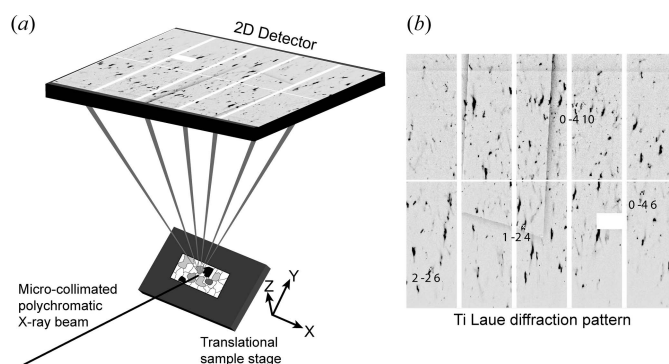 (a)
2D Detector
Micro-collimated
polychromatic
X-ray beam
Z
Y
X
Translational
sample stage
(b)
0 -4 10
0 -4 6
1 -2 4
2 -2 6
Ti Laue diffraction pattern